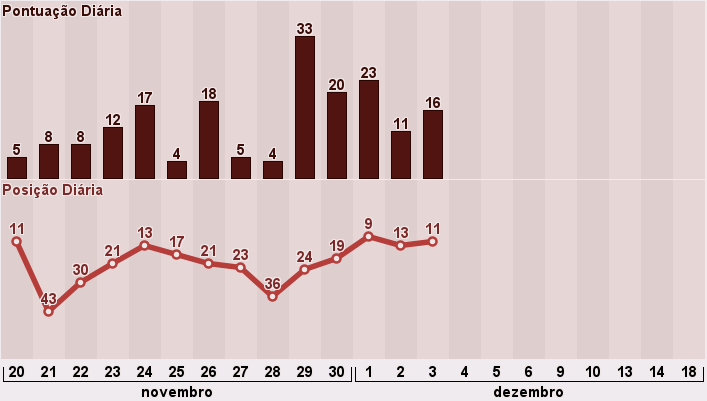 Pontuação Diária
5 8 8 12 17 4 18 5 4 33 20 23 11 16
Posição Diária
11 43 30 21 13 17 21 23 36 24 19 9 13 11
20 21 22 23 24 25 26 27 28 29 30 1 2 3 4 5 6 9 10 13 14 18
novembro dezembro